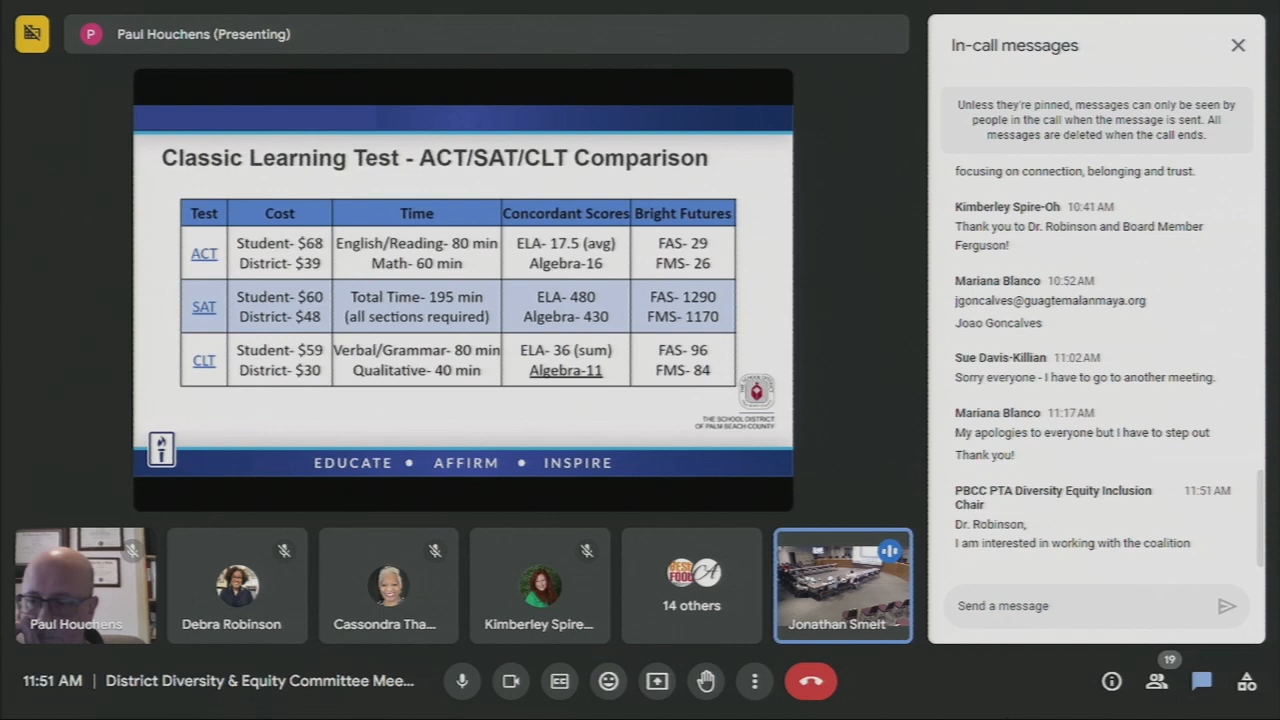 P
Paul Houchens (Presenting)
Classic Learning Test - ACT/SAT/CLT Comparison
Test Cost Time Concordant Scores Bright Futures
ACT
Student- $68
District- $39
English/Reading- 80 min
Math- 60 min
ELA- 17.5 (avg)
Algebra-16
FAS- 29
FMS- 26
SAT
Student- $60
District- $48
Total Time- 195 min
(all sections required)
ELA- 480
Algebra- 430
FAS- 1290
FMS- 1170
CLT
Student- $59
District- $30
Verbal/Grammar- 80 min
Qualitative- 40 min
ELA- 36 (sum)
Algebra-11
FAS- 96
FMS- 84
THE SCHOOL DISTRICT
OF PALM BEACH COUNTY
EDUCATE • AFFIRM • INSPIRE
Paul Houchens
Debra Robinson
Cassondra Tha...
Kimberley Spire...
14 others
Jonathan Smelt
11:51 AM | District Diversity & Equity Committee Mee...
19
In-call messages
Unless they're pinned, messages can only be seen by
people in the call when the message is sent. All
messages are deleted when the call ends.
focusing on connection, belonging and trust.
Kimberley Spire-Oh 10:41 AM
Thank you to Dr. Robinson and Board Member
Ferguson!
Mariana Blanco 10:52 AM
jgoncalves@guagtemalanmaya.org
Joao Goncalves
Sue Davis-Killian 11:02 AM
Sorry everyone - I have to go to another meeting.
Mariana Blanco 11:17 AM
My apologies to everyone but I have to step out
Thank you!
PBCC PTA Diversity Equity Inclusion 11:51 AM
Chair
Dr. Robinson,
I am interested in working with the coalition
Send a message